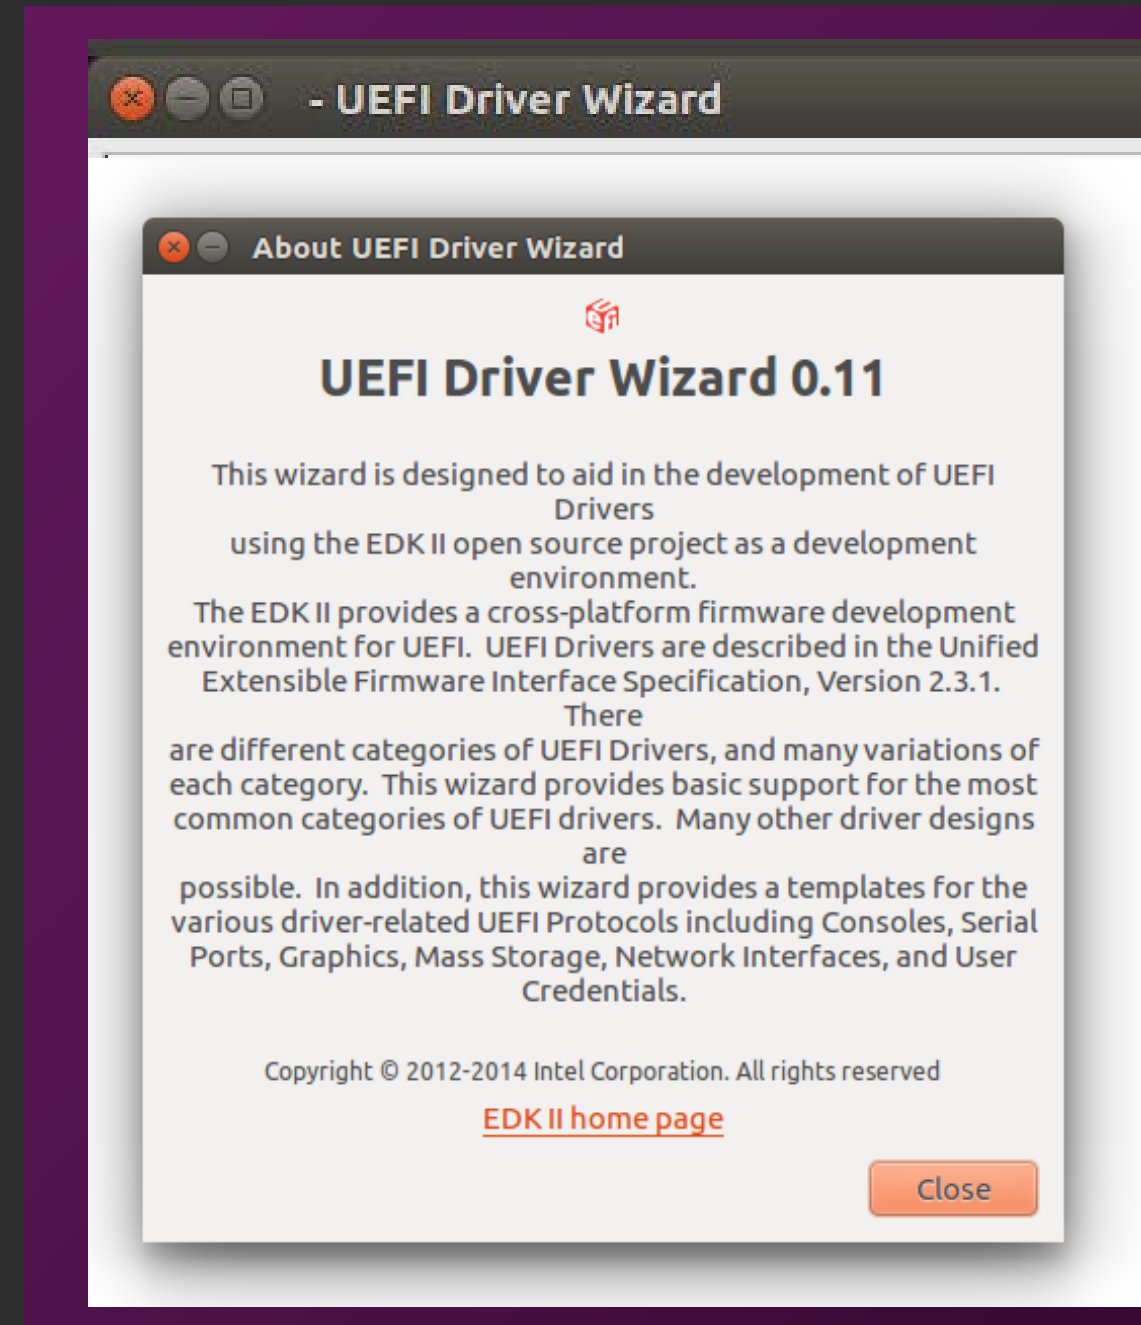 - UEFI Driver Wizard
About UEFI Driver Wizard
UEFI
UEFI Driver Wizard 0.11
This wizard is designed to aid in the development of UEFI
Drivers
using the EDK II open source project as a development
environment.
The EDK II provides a cross-platform firmware development
environment for UEFI.  UEFI Drivers are described in the Unified
Extensible Firmware Interface Specification, Version 2.3.1.
There
are different categories of UEFI Drivers, and many variations of
each category.  This wizard provides basic support for the most
common categories of UEFI drivers.  Many other driver designs
are
possible.  In addition, this wizard provides a templates for the
various driver-related UEFI Protocols including Consoles, Serial
Ports, Graphics, Mass Storage, Network Interfaces, and User
Credentials.
Copyright © 2012-2014 Intel Corporation. All rights reserved
EDK II home page
Close